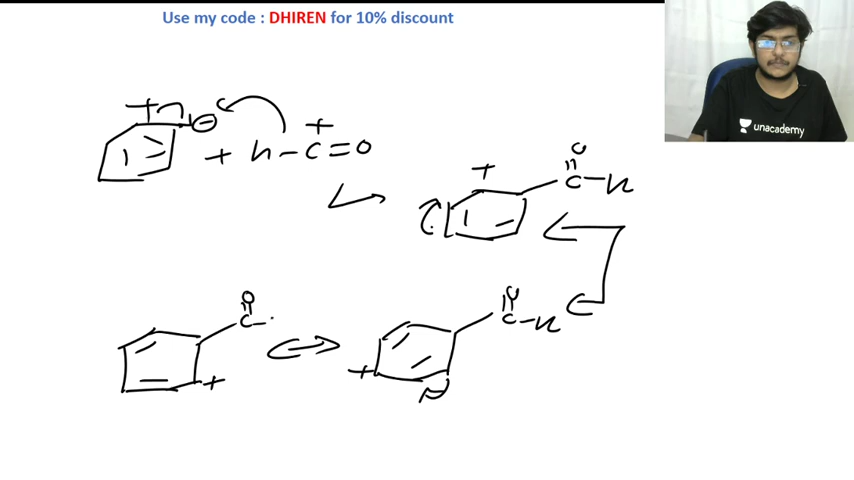 Use my code : DHIREN for 10% discount
unacademy
+
⊖
+ H-C=O
+
+
O
C-H
O
C-
+
O
C-H
+